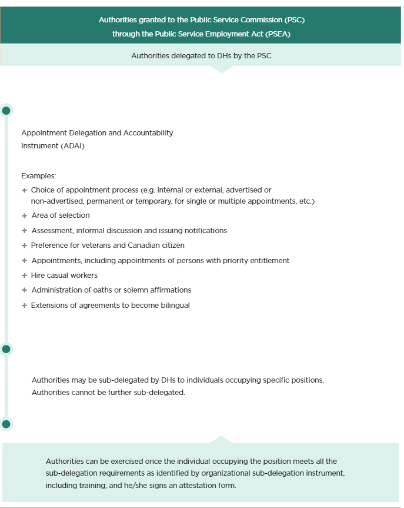 Authorities granted to the Public Service Commission (PSC)
through the Public Service Employment Act (PSEA)
Authorities delegated to DHs by the PSC
Appointment Delegation and Accountability
Instrument (ADAI)
Examples:
+ Choice of appointment process (e.g. internal or external, advertised or
non-advertised, permanent or temporary, for single or multiple appointments, etc.)
+ Area of selection
+ Assessment, informal discussion and issuing notifications
+ Preference for veterans and Canadian citizen
+ Appointments, including appointments of persons with priority entitlement
+ Hire casual workers
+ Administration of oaths or solemn affirmations
+ Extensions of agreements to become bilingual
Authorities may be sub-delegated by DHs to individuals occupying specific positions.
Authorities cannot be further sub-delegated.
Authorities can be exercised once the individual occupying the position meets all the
sub-delegation requirements as identified by organizational sub-delegation instrument,
including training, and he/she signs an attestation form.